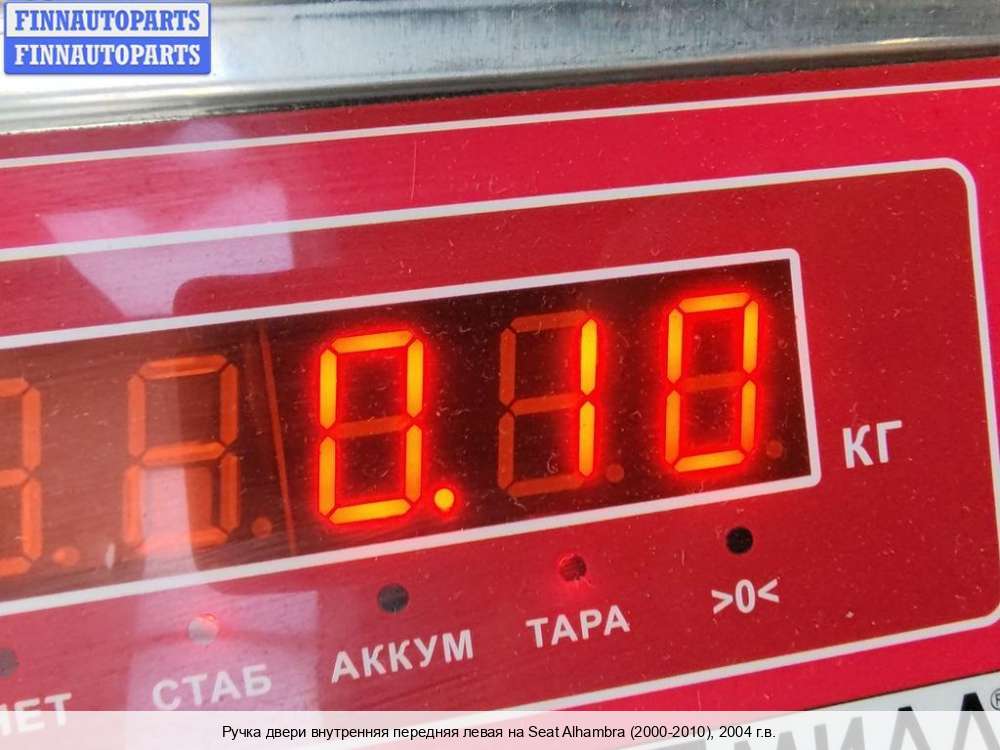 FINNAUTOPARTS
FINNAUTOPARTS
0.10
КГ
СТАБ АККУМ ТАРА >0<
Ручка двери внутренняя передняя левая на Seat Alhambra (2000-2010), 2004 г.в.